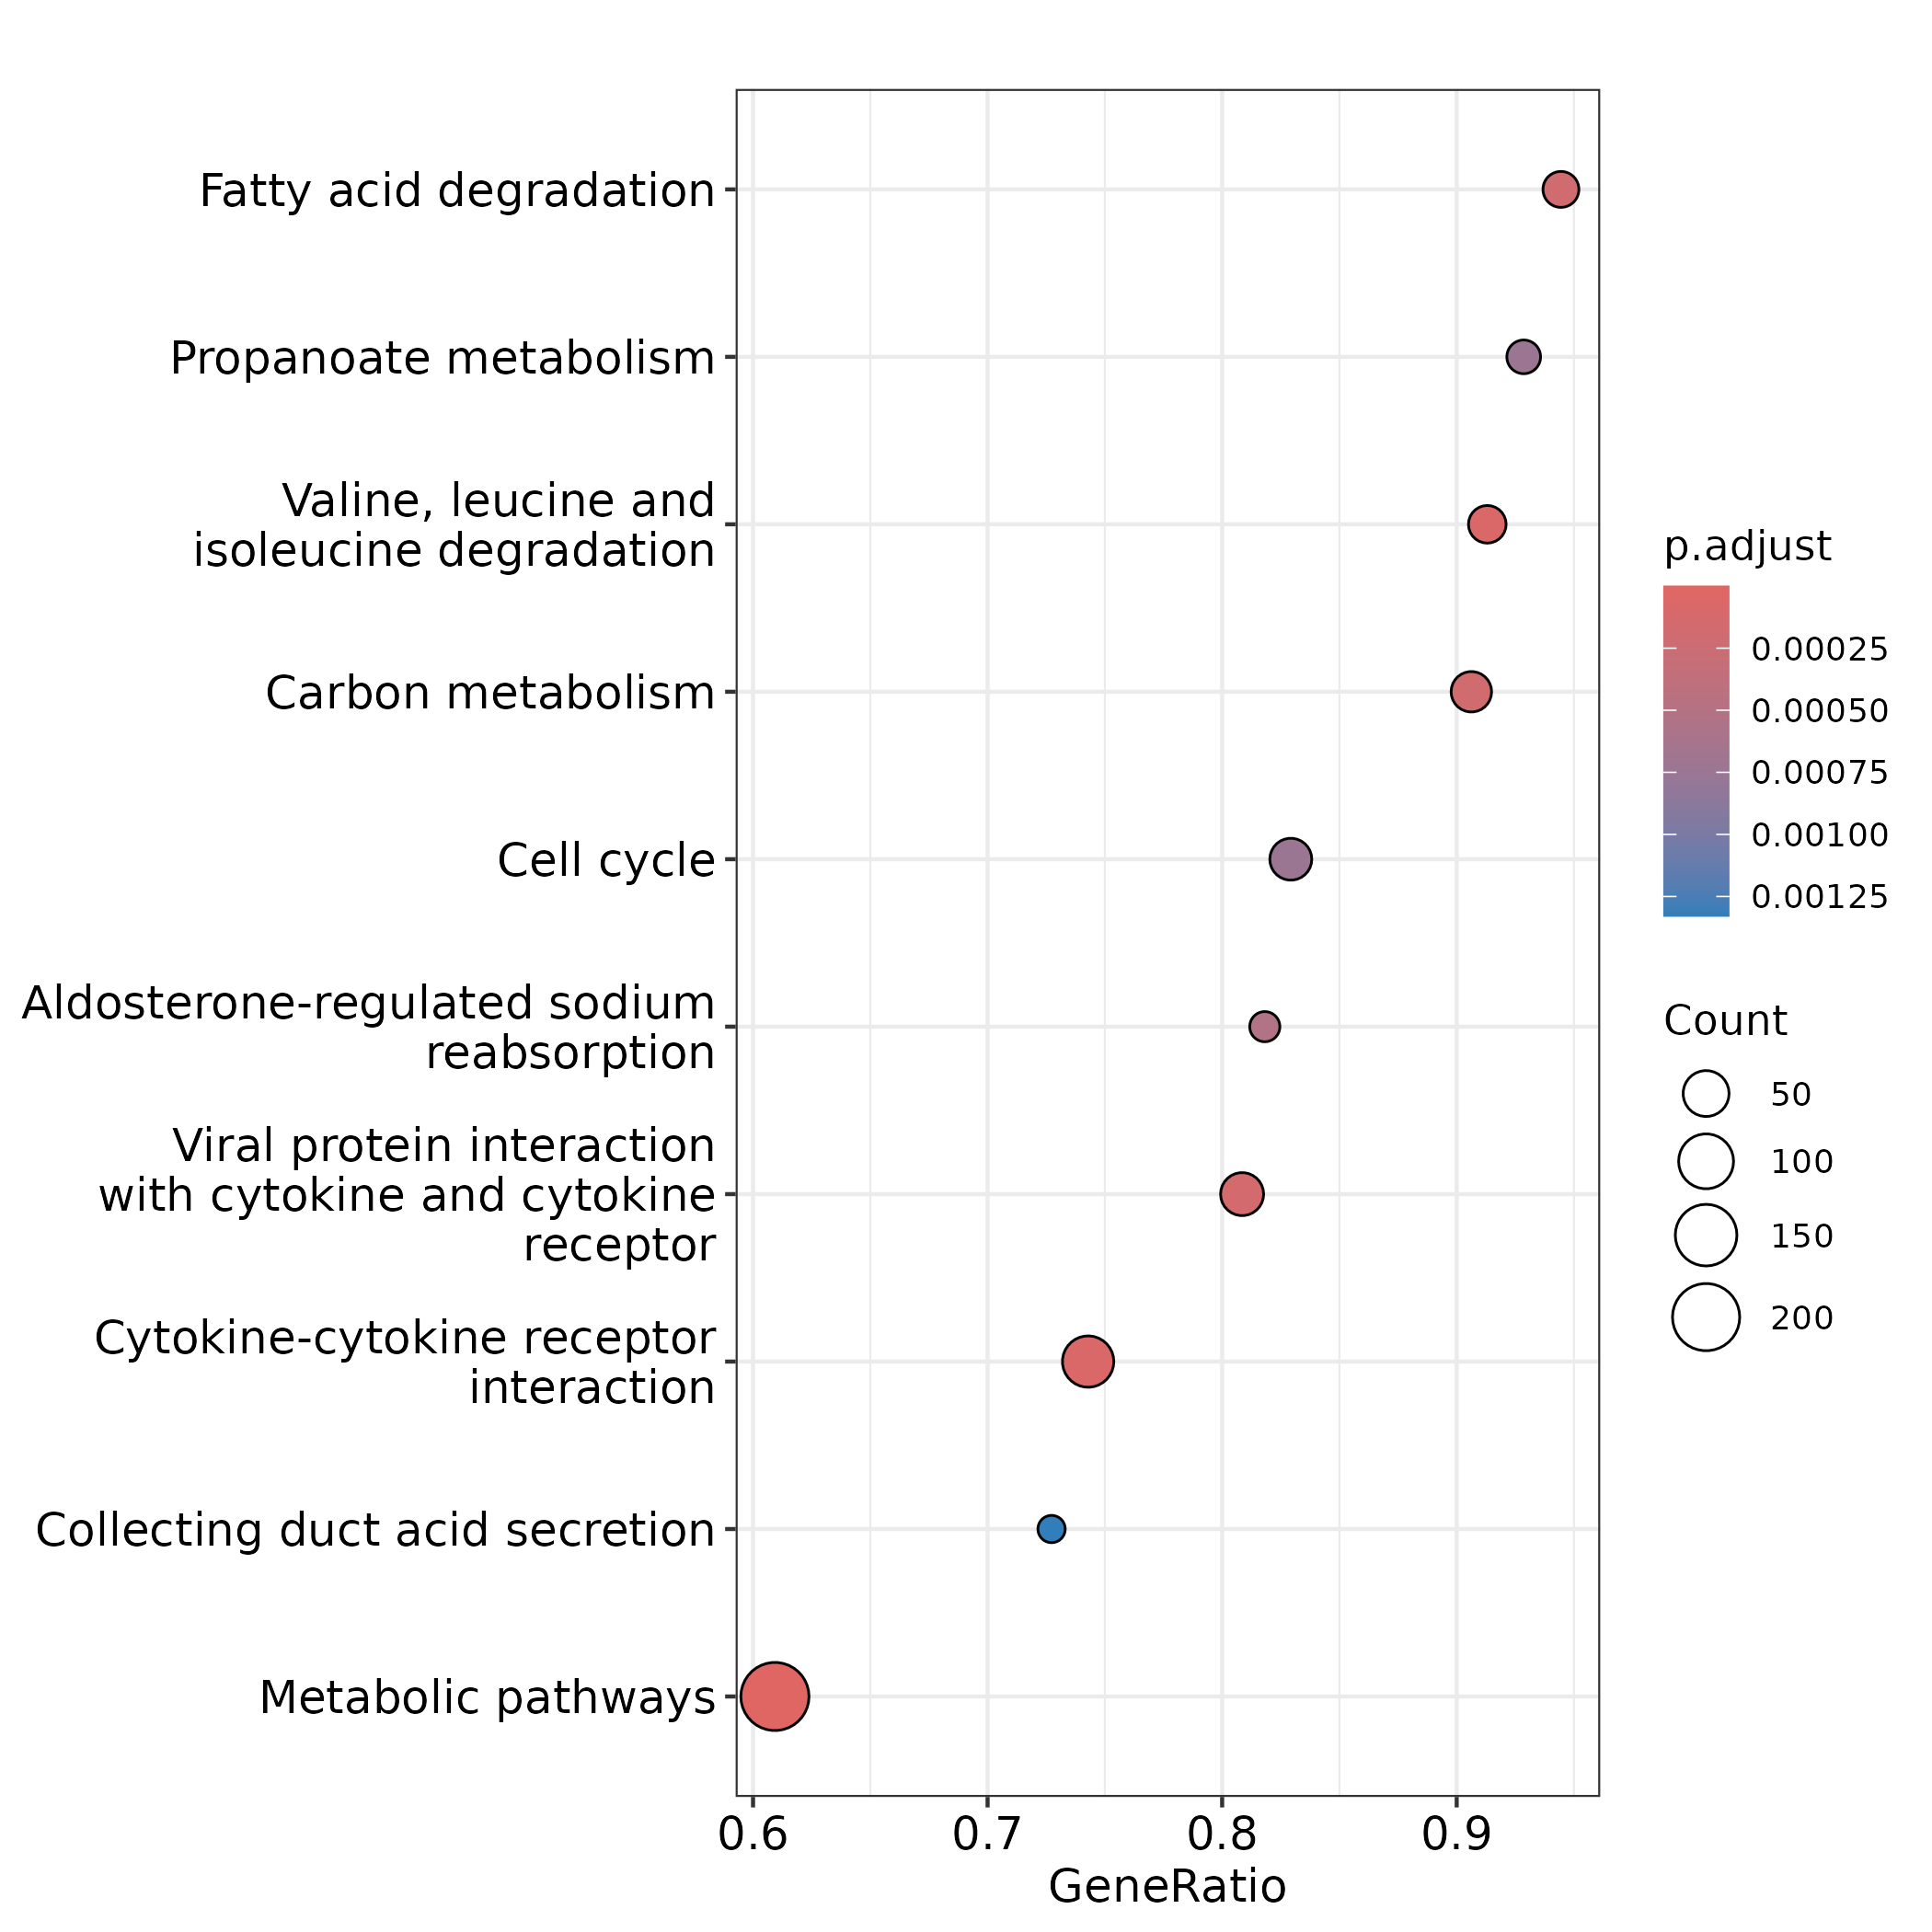 Fatty acid degradation
Propanoate metabolism
Valine, leucine and
isoleucine degradation
Carbon metabolism
Cell cycle
Aldosterone-regulated sodium
reabsorption
Viral protein interaction
with cytokine and cytokine
receptor
Cytokine-cytokine receptor
interaction
Collecting duct acid secretion
Metabolic pathways
0.6 0.7 0.8 0.9
GeneRatio
p.adjust
0.00025
0.00050
0.00075
0.00100
0.00125
Count
50
100
150
200